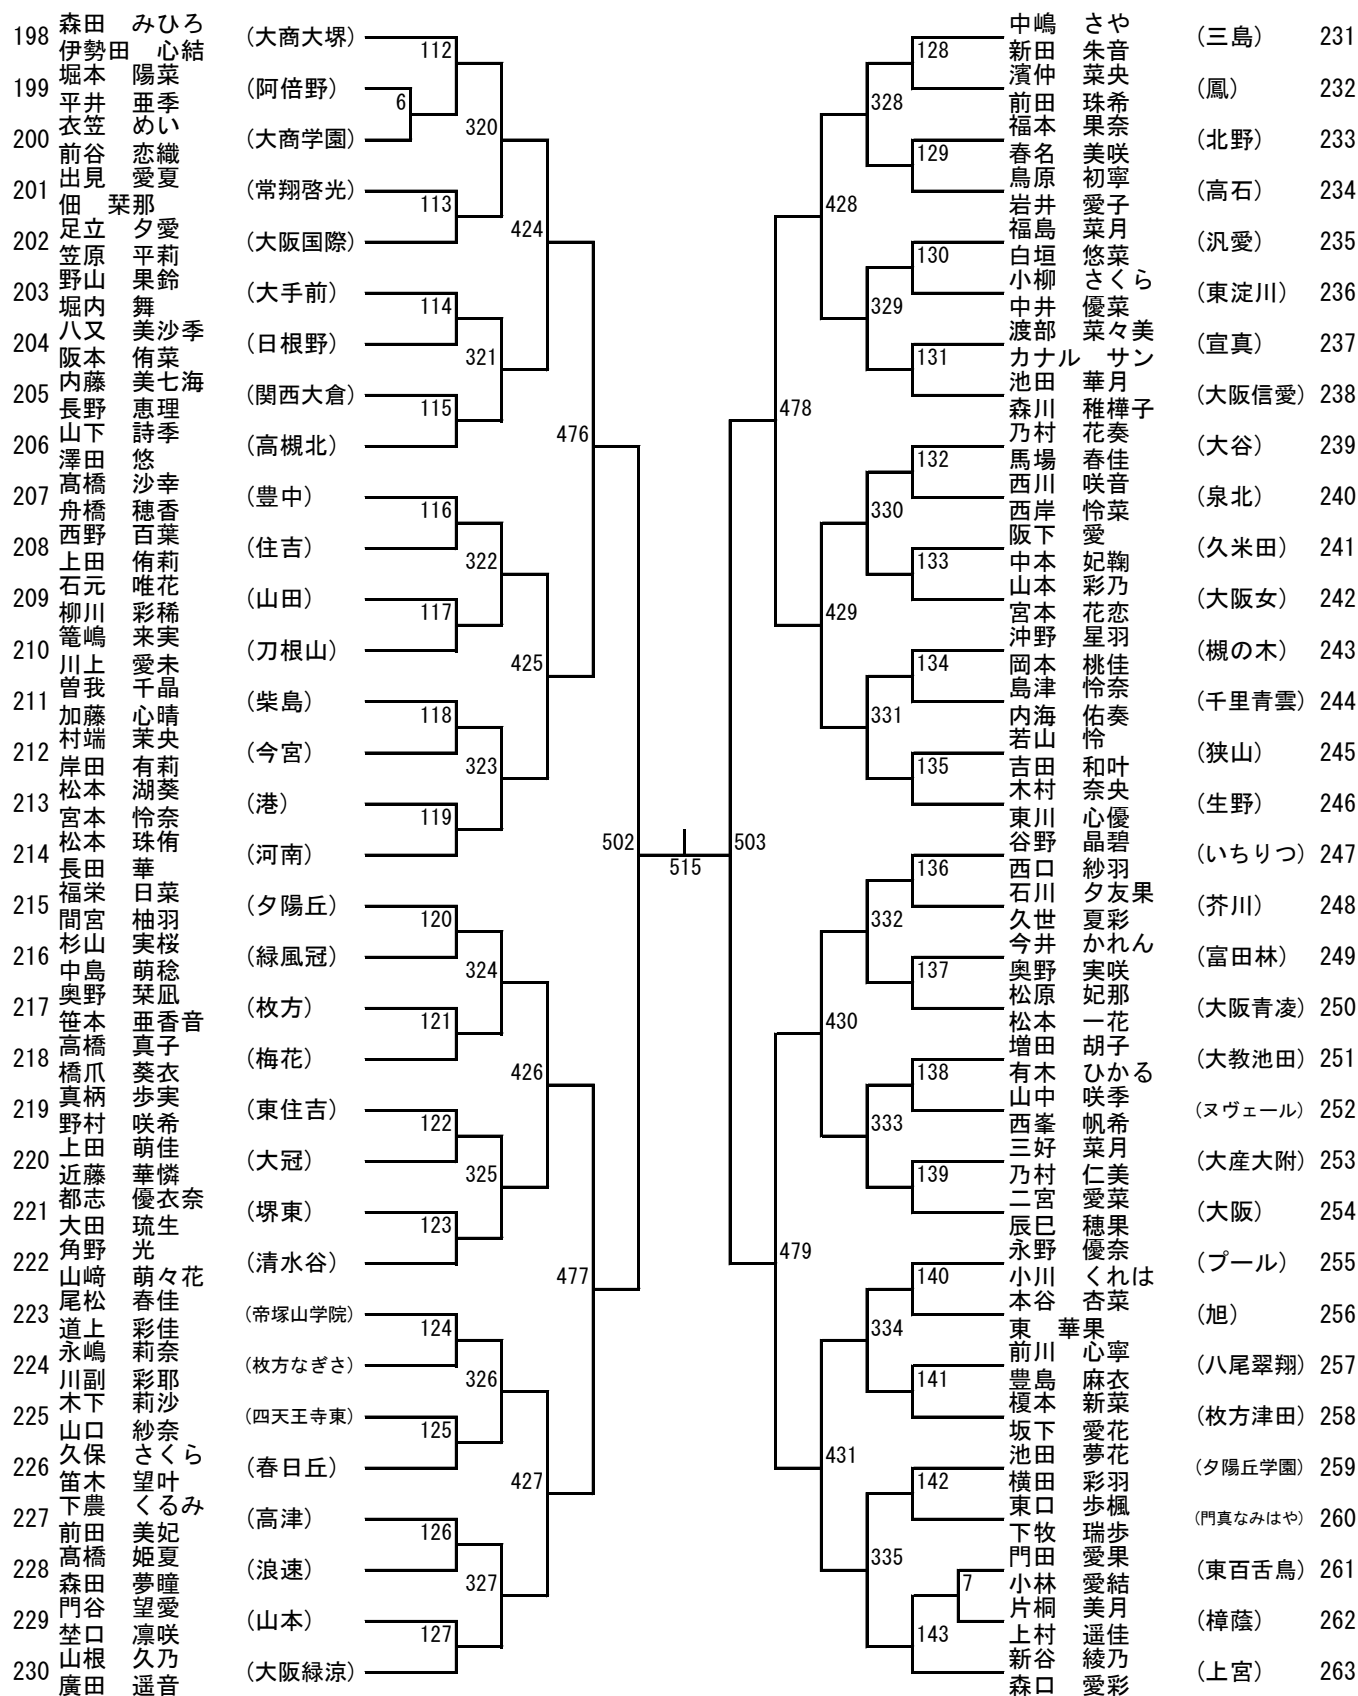 198 森田 みひろ (大商大堺)
伊勢田 心結
199 堀本 陽菜 (阿倍野)
平井 亜季
200 衣笠 めい (大商学園)
前谷 恋織
201 出見 愛夏 (常翔啓光)
佃 栞那
202 足立 夕愛 (大阪国際)
笠原 平莉
203 野山 果鈴 (大手前)
堀内 舞
204 八又 美沙季 (日根野)
阪本 侑菜
205 内藤 美七海 (関西大倉)
長野 恵理
206 山下 詩季 (高槻北)
澤田 悠
207 髙橋 沙幸 (豊中)
舟橋 穂香
208 西野 百葉 (住吉)
上田 侑莉
209 石元 唯花 (山田)
柳川 彩稀
210 篭嶋 来実 (刀根山)
川上 愛未
211 曽我 千晶 (柴島)
加藤 心晴
212 村端 茉央 (今宮)
岸田 有莉
213 松本 湖葵 (港)
宮本 怜奈
214 松本 珠侑 (河南)
長田 華
215 福栄 日菜 (夕陽丘)
間宮 柚羽
216 杉山 実桜 (緑風冠)
中島 萌稔
217 奥野 栞凪 (枚方)
笹本 亜香音
218 高橋 真子 (梅花)
橋爪 葵衣
219 真柄 歩実 (東住吉)
野村 咲希
220 上田 萌佳 (大冠)
近藤 華憐
221 都志 優衣奈 (堺東)
大田 琉生
222 角野 光 (清水谷)
山﨑 萌々花
223 尾松 春佳 (帝塚山学院)
道上 彩佳
224 永嶋 莉奈 (枚方なぎさ)
川副 彩耶
225 木下 莉沙 (四天王寺東)
山口 紗奈
226 久保 さくら (春日丘)
笛木 望叶
227 下農 くるみ (高津)
前田 美妃
228 髙橋 姫夏 (浪速)
森田 夢瞳
229 門谷 望愛 (山本)
埜口 凛咲
230 山根 久乃 (大阪緑涼)
廣田 遥音
112
6
320
113
424
114
321
115
476
116
322
117
425
118
323
119
502
120
324
121
426
122
325
123
477
124
326
125
427
126
327
127
515
503
128
328
129
428
130
329
131
478
132
330
133
429
134
331
135
136
332
137
430
138
333
139
479
140
334
141
431
142
335
7
143
中嶋 さや (三島) 231
新田 朱音
濱仲 菜央 (鳳) 232
前田 珠希
福本 果奈 (北野) 233
春名 美咲
鳥原 初寧 (高石) 234
岩井 愛子
福島 菜月 (汎愛) 235
白垣 悠菜
小柳 さくら (東淀川) 236
中井 優菜
渡部 菜々美 (宣真) 237
カナル サン
池田 華月 (大阪信愛) 238
森川 稚樺子
乃村 花奏 (大谷) 239
馬場 春佳
西川 咲音 (泉北) 240
西岸 怜菜
阪下 愛 (久米田) 241
中本 妃鞠
山本 彩乃 (大阪女) 242
宮本 花恋
沖野 星羽 (槻の木) 243
岡本 桃佳
島津 怜奈 (千里青雲) 244
内海 佑奏
若山 怜 (狭山) 245
吉田 和叶
木村 奈央 (生野) 246
東川 心優
谷野 晶碧 (いちりつ) 247
西口 紗羽
石川 夕友果 (芥川) 248
久世 夏彩
今井 かれん (富田林) 249
奥野 実咲
松原 妃那 (大阪青凌) 250
松本 一花
増田 胡子 (大教池田) 251
有木 ひかる
山中 咲季 (ヌヴェール) 252
西峯 帆希
三好 菜月 (大産大附) 253
乃村 仁美
二宮 愛菜 (大阪) 254
辰巳 穂果
永野 優奈 (プール) 255
小川 くれは
本谷 杏菜 (旭) 256
東 華果
前川 心寧 (八尾翠翔) 257
豊島 麻衣
榎本 新菜 (枚方津田) 258
坂下 愛花
池田 夢花 (夕陽丘学園) 259
横田 彩羽
東口 歩楓 (門真なみはや) 260
下牧 瑞歩
門田 愛果 (東百舌鳥) 261
小林 愛結
片桐 美月 (樟蔭) 262
上村 遥佳
新谷 綾乃 (上宮) 263
森口 愛彩